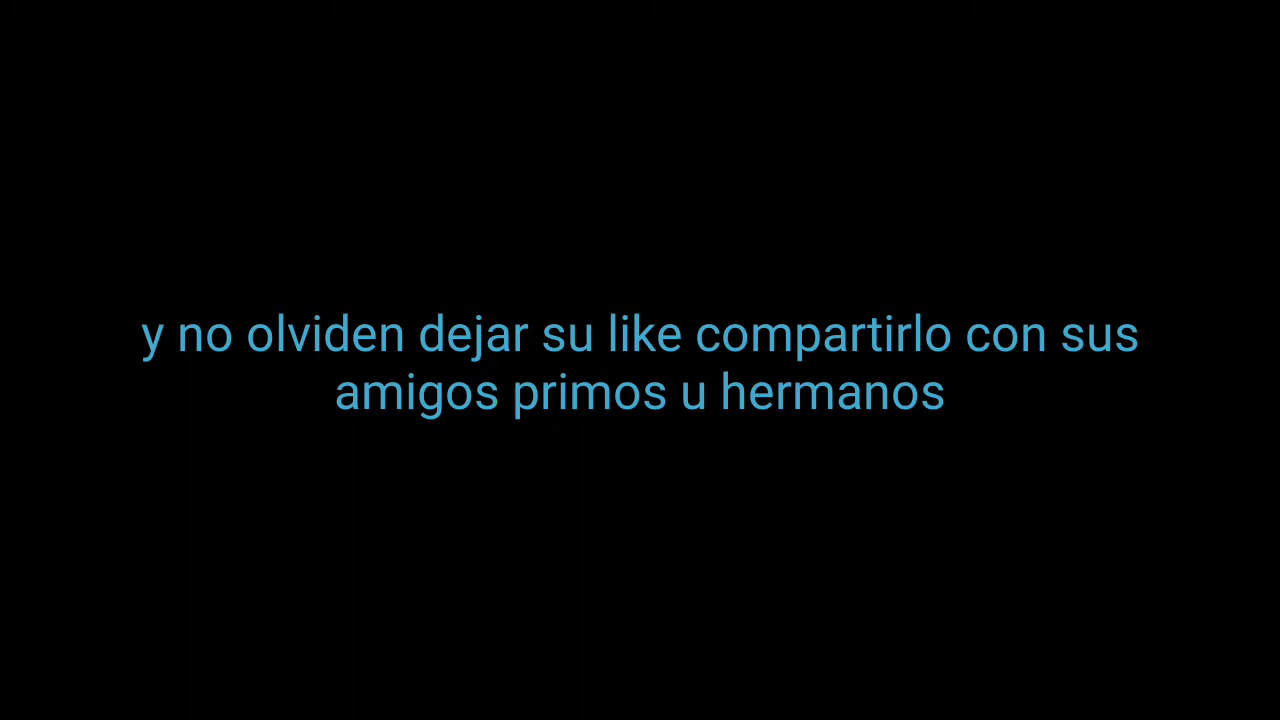 y no olviden dejar su like compartirlo con sus
amigos primos u hermanos